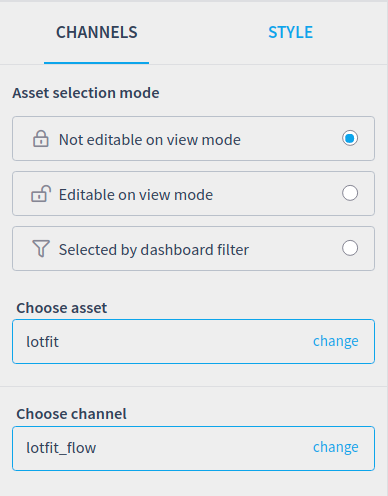 CHANNELS STYLE
Asset selection mode
Not editable on view mode
Editable on view mode
Selected by dashboard filter
Choose asset
lotfit change
Choose channel
lotfit_flow change